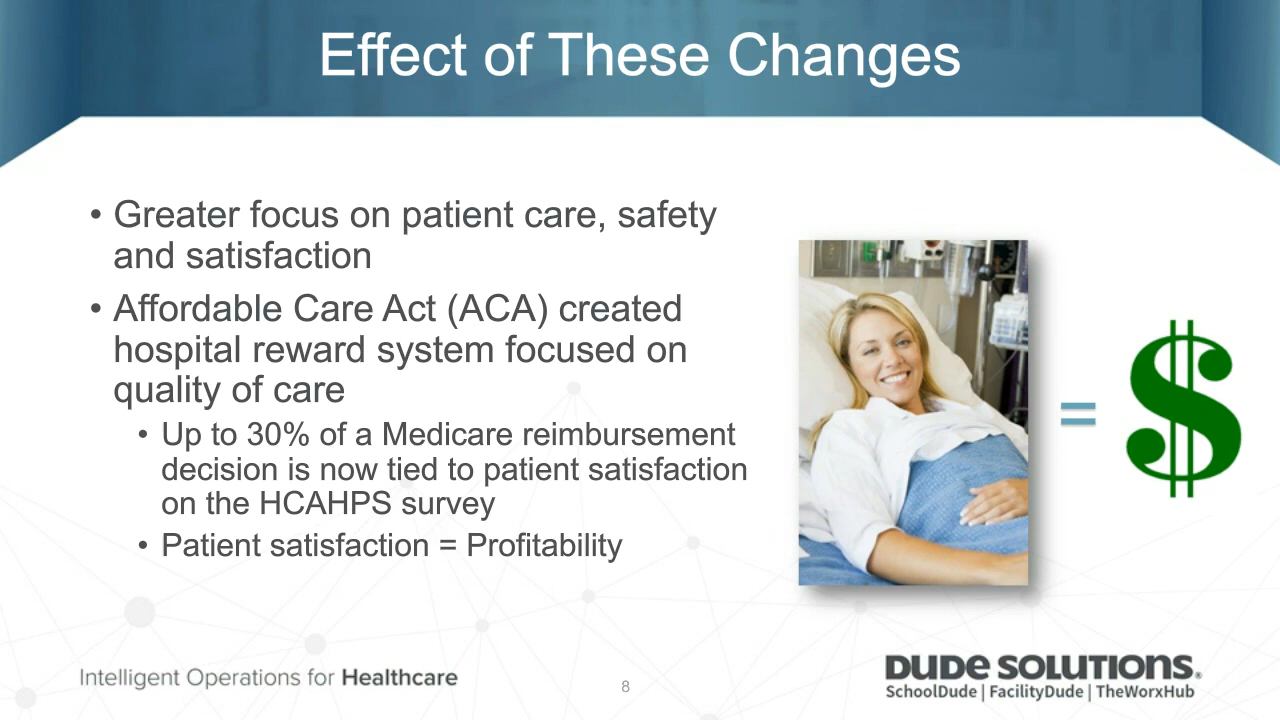 Effect of These Changes
• Greater focus on patient care, safety
and satisfaction
• Affordable Care Act (ACA) created
hospital reward system focused on
quality of care
• Up to 30% of a Medicare reimbursement
decision is now tied to patient satisfaction
on the HCAHPS survey
• Patient satisfaction = Profitability
= $
Intelligent Operations for Healthcare
8
DUDE SOLUTIONS®
SchoolDude | FacilityDude | TheWorxHub